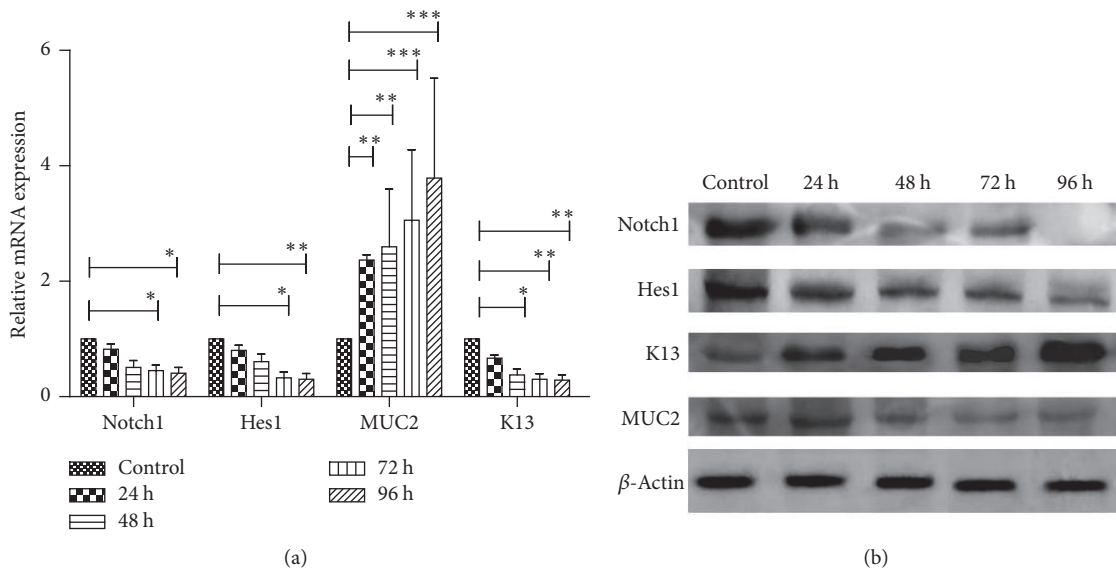 Relative mRNA expression
6
4
2
0
***
***
**
**
*
*
**
*
**
**
*
Notch1 Hes1 MUC2 K13
Control
24 h
48 h
72 h
96 h
(a)
Control 24 h 48 h 72 h 96 h
Notch1
Hes1
K13
MUC2
β-Actin
(b)